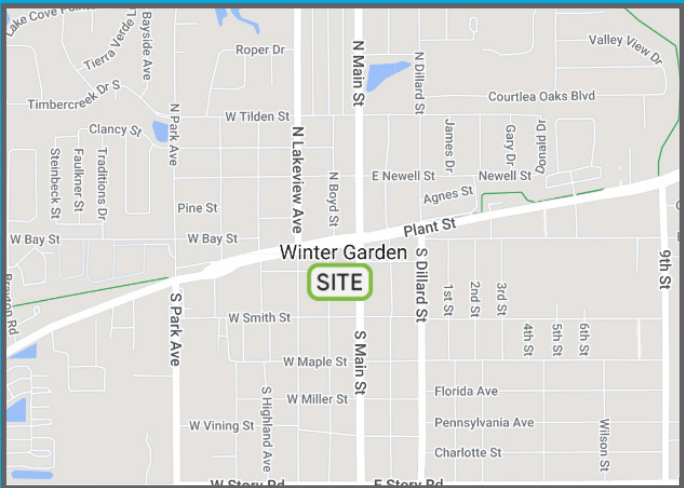 Lake Cove Pointe
Tierra Verde
Bayside Ave
Roper Dr
N Main St
N Dillard St
Valley View Dr
Timbercreek Dr S
Courtlea Oaks Blvd
N Park Ave
W Tilden St
Clancy St
N Lakeview Ave
James Dr
Gary Dr
Donald Dr
Steinbeck St
Faulkner St
Traditions Dr
N Boyd St
E Newell St
Newell St
Agnes St
Pine St
Plant St
W Bay St
W Bay St
Winter Garden
SITE
S Dillard St
9th St
1st St
2nd St
3rd St
S Park Ave
W Smith St
S Main St
4th St
5th St
6th St
W Maple St
S Highland Ave
W Miller St
Florida Ave
W Vining St
Pennsylvania Ave
Wilson St
Charlotte St
W Story Rd
E Story Rd